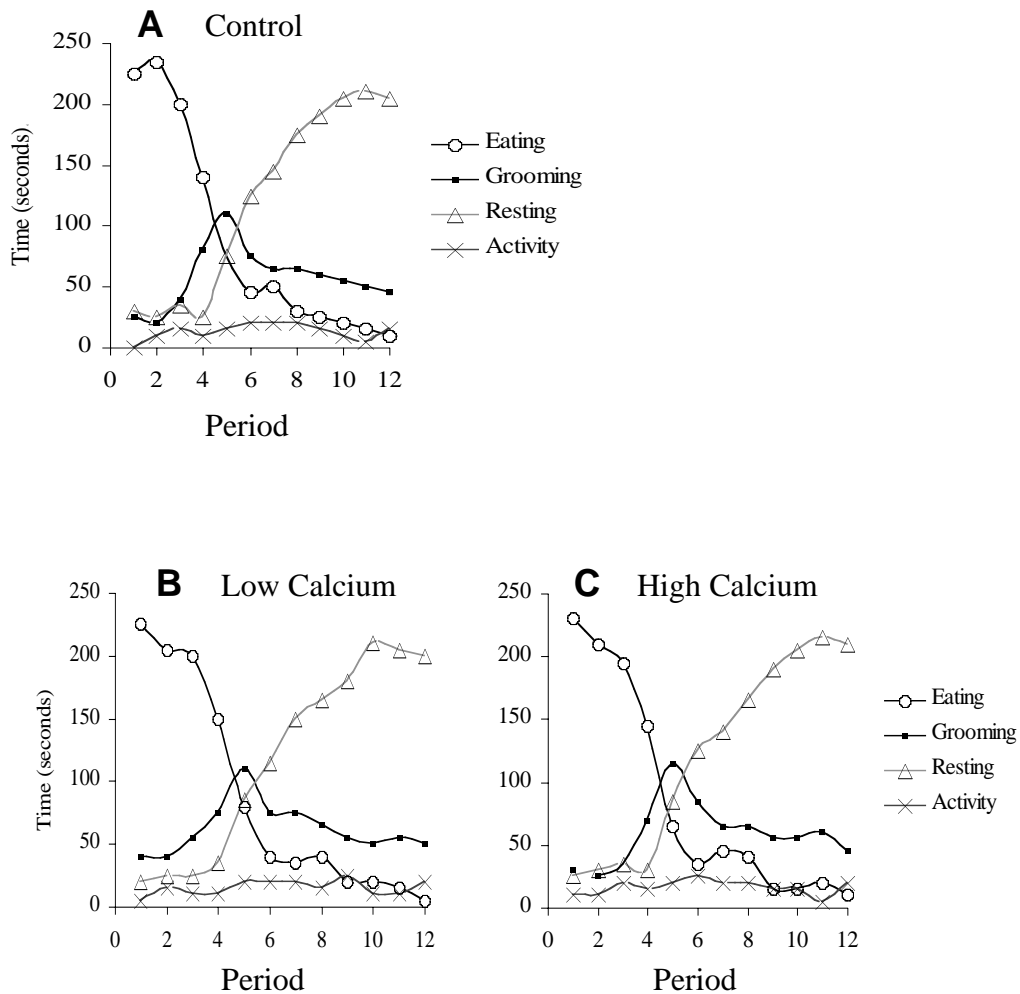 A Control
250
200
150
100
50
0
Time (seconds).
0 2 4 6 8 10 12
Period
Eating
Grooming
Resting
Activity
B Low Calcium
250
200
150
100
50
0
Time (seconds)
0 2 4 6 8 10 12
Period
C High Calcium
250
200
150
100
50
0
0 2 4 6 8 10 12
Period
Eating
Grooming
Resting
Activity